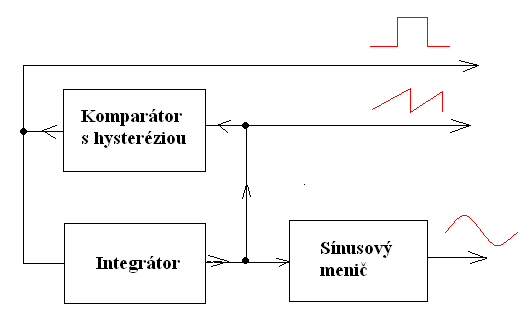 Komparátor
s hysteréziou
Integrátor
Sínusový
menič